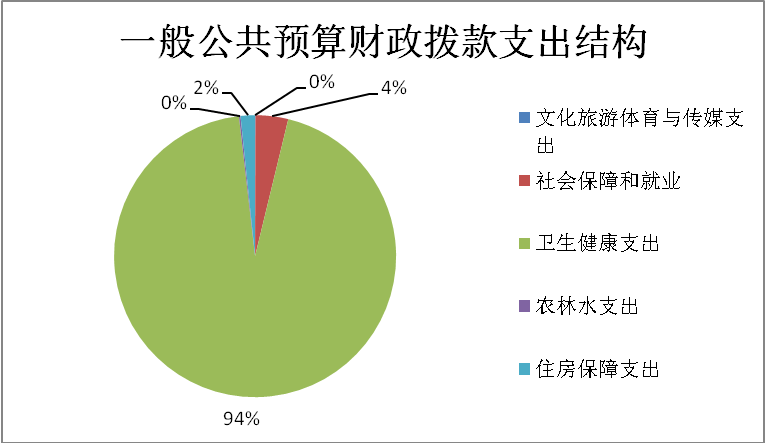 一般公共预算财政拨款支出结构
0%
2%
0%
4%
94%
文化旅游体育与传媒支
出
社会保障和就业
卫生健康支出
农林水支出
住房保障支出